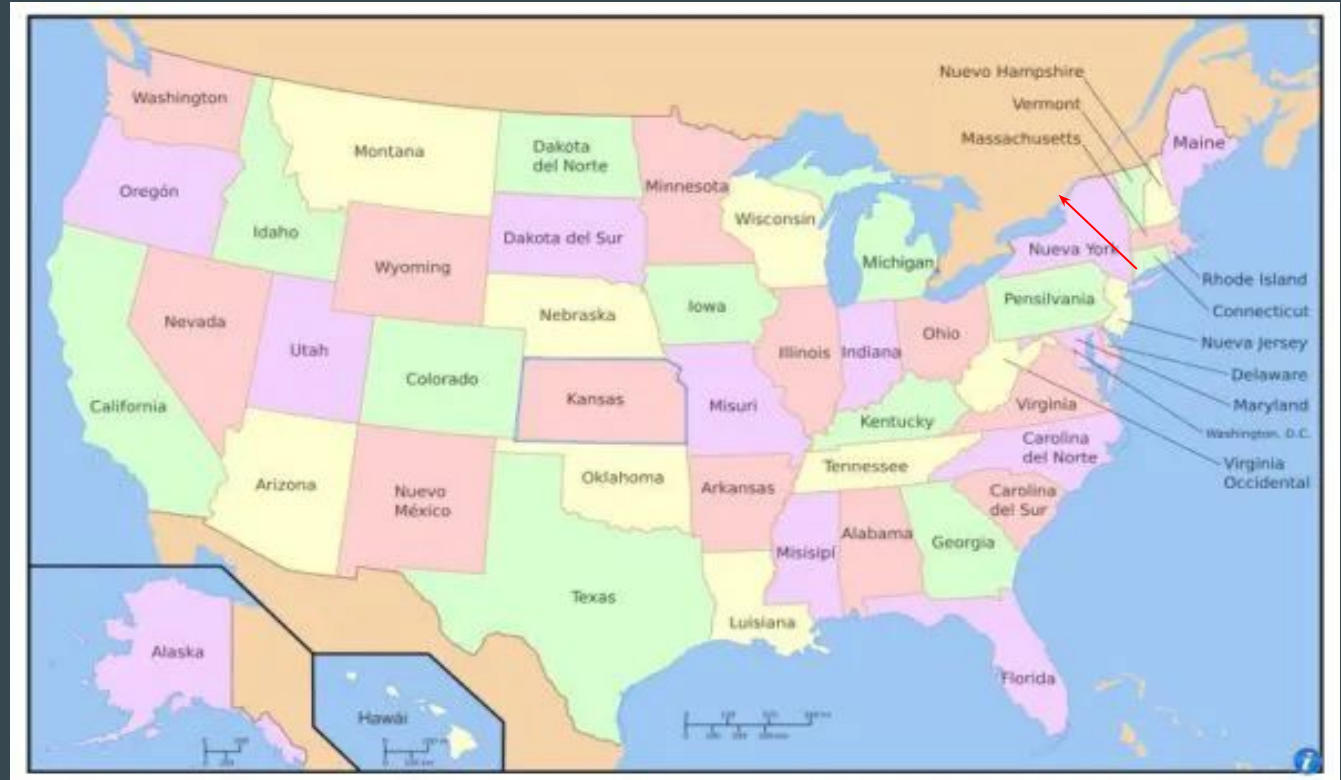 Nuevo Hampshire
Vermont
Massachusetts
Washington
Montana
Dakota
del Norte
Minnesota
Maine
Oregón
Idaho
Wyoming
Dakota del Sur
Wisconsin
Michigan
Nueva York
Rhode Island
Connecticut
Nevada
Utah
Colorado
Nebraska
Iowa
Illinois
Indiana
Ohio
Pensilvania
Nueva Jersey
Delaware
Maryland
Washington, D.C.
Virginia
Occidental
California
Kansas
Misuri
Kentucky
Virginia
Arizona
Nuevo
México
Oklahoma
Arkansas
Tennessee
Carolina
del Norte
Carolina
del Sur
Texas
Luisiana
Misisipí
Alabama
Georgia
Florida
Alaska
Hawái
i